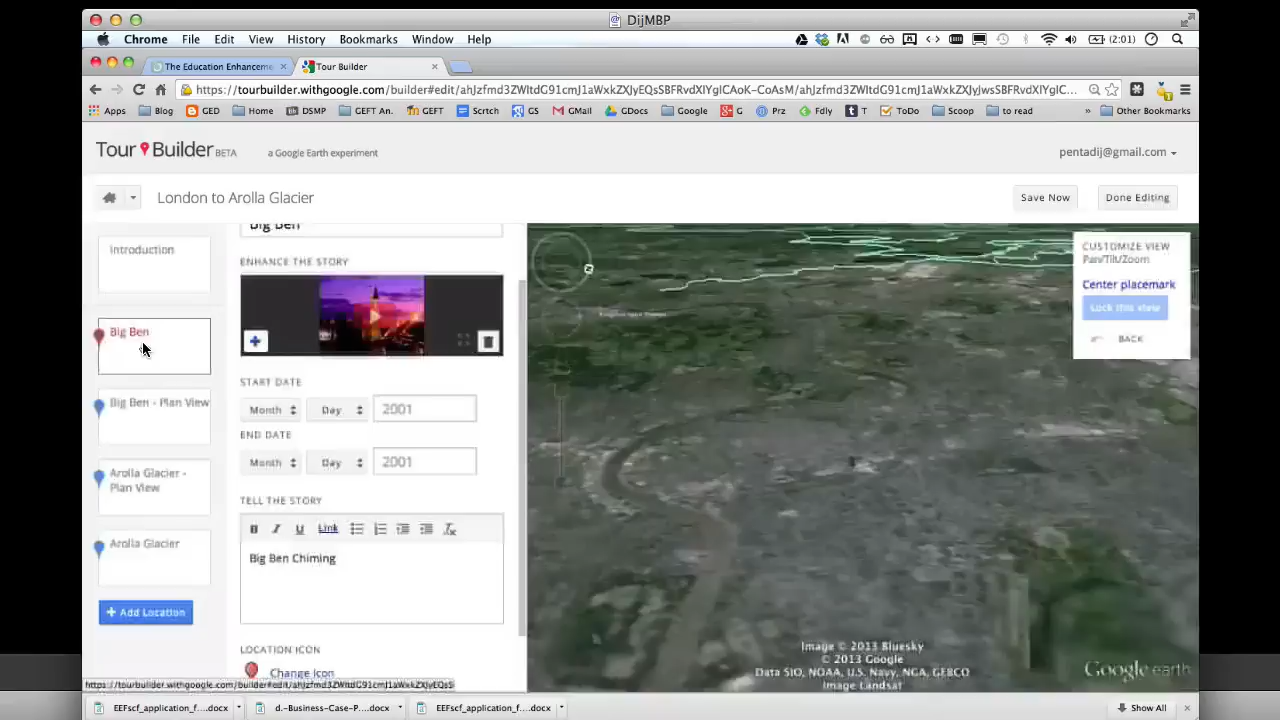 DijMBP
Chrome File Edit View History Bookmarks Window Help
(2:01)
The Education Enhanceme
Tour Builder
https://tourbuilder.withgoogle.com/builder#edit/
Apps Blog GED Home DSMP GEFT An. GEFT Scrtch GS GMail GDocs Google G Prz Fdly T ToDo Scoop to read » Other Bookmarks
Tour Builder BETA a Google Earth experiment
pentadij@gmail.com
London to Arolla Glacier
Save Now
Done Editing
Introduction
Big Ben
Big Ben - Plan View
Arolla Glacier -
Plan View
Arolla Glacier
+ Add Location
Big Ben
ENHANCE THE STORY
START DATE
Month Day 2001
END DATE
Month Day 2001
TELL THE STORY
B I U Link
Big Ben Chiming
LOCATION ICON
Change Icon
CUSTOMIZE VIEW
Pan/Tilt/Zoom
Center placemark
Lock this view
BACK
Image © 2013 Bluesky
© 2013 Google
Data SIO, NOAA, U.S. Navy, NGA, GEBCO
Image Landsat
Google earth
EEFscf_application_f....docx
d.-Business-Case-P....docx
EEFscf_application_f....docx
Show All